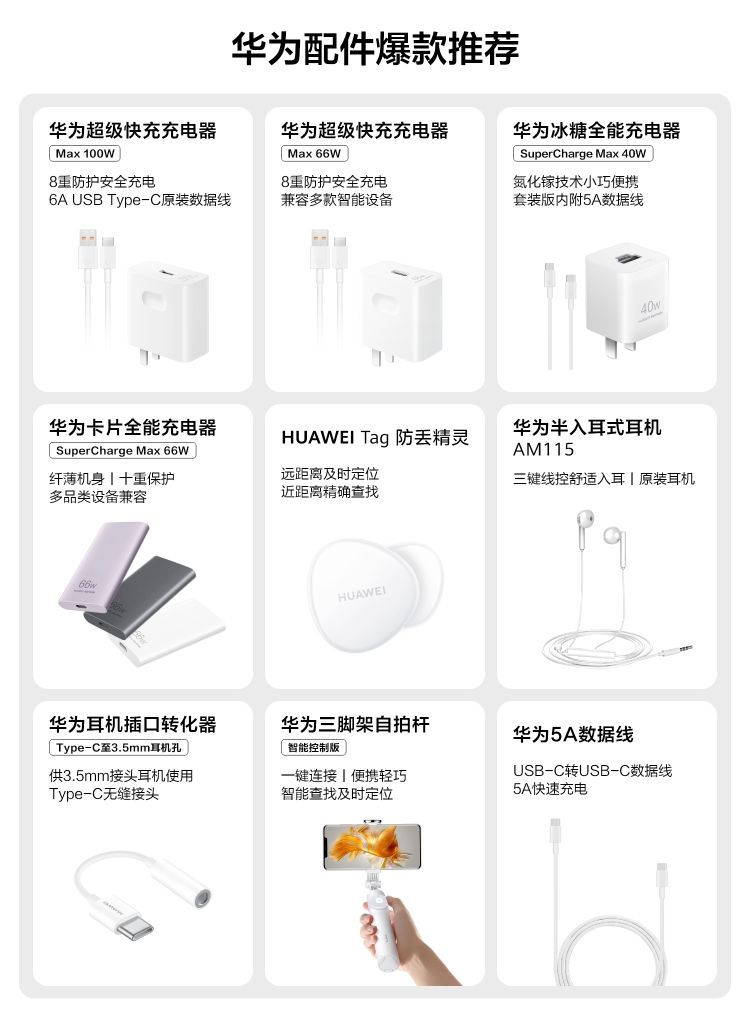 华为配件爆款推荐
华为超级快充充电器
Max 100W
8重防护安全充电
6A USB Type-C原装数据线
华为超级快充充电器
Max 66W
8重防护安全充电
兼容多款智能设备
华为冰糖全能充电器
SuperCharge Max 40W
氮化镓技术小巧便携
套装版内附5A数据线
40W
华为卡片全能充电器
SuperCharge Max 66W
纤薄机身丨十重保护
多品类设备兼容
66W
66W
66W
HUAWEI Tag 防丢精灵
远距离及时定位
近距离精确查找
HUAWEI
华为半入耳式耳机
AM115
三键线控舒适入耳丨原装耳机
华为耳机插口转化器
Type-C至3.5mm耳机孔
供3.5mm接头耳机使用
Type-C无缝接头
HUAWEI
华为三脚架自拍杆
智能控制版
一键连接丨便携轻巧
智能查找及时定位
华为5A数据线
USB-C转USB-C数据线
5A快速充电